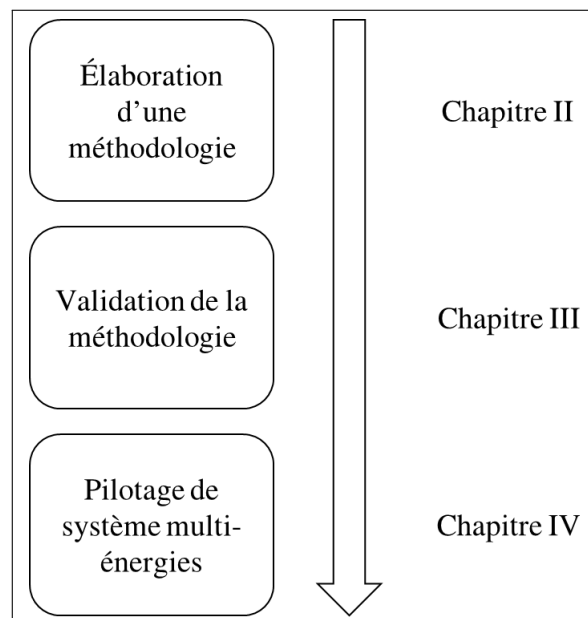 Élaboration
d’une
méthodologie
Chapitre II
Validation de la
méthodologie
Chapitre III
Pilotage de
système multi-
énergies
Chapitre IV